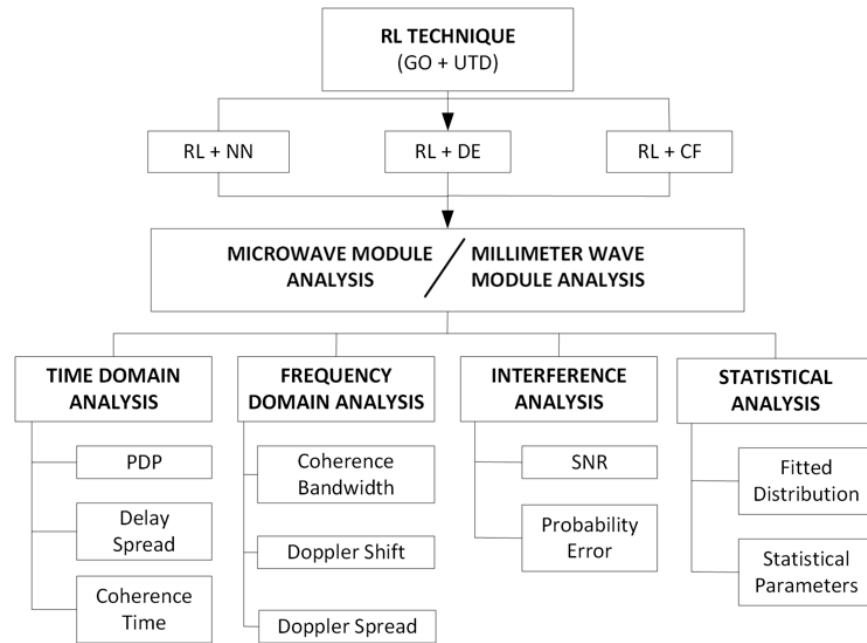 RL TECHNIQUE
(GO + UTD)
RL + NN
RL + DE
RL + CF
MICROWAVE MODULE
ANALYSIS
MILLIMETER WAVE
MODULE ANALYSIS
TIME DOMAIN
ANALYSIS
PDP
Delay
Spread
Coherence
Time
FREQUENCY
DOMAIN ANALYSIS
Coherence
Bandwidth
Doppler Shift
Doppler Spread
INTERFERENCE
ANALYSIS
SNR
Probability
Error
STATISTICAL
ANALYSIS
Fitted
Distribution
Statistical
Parameters